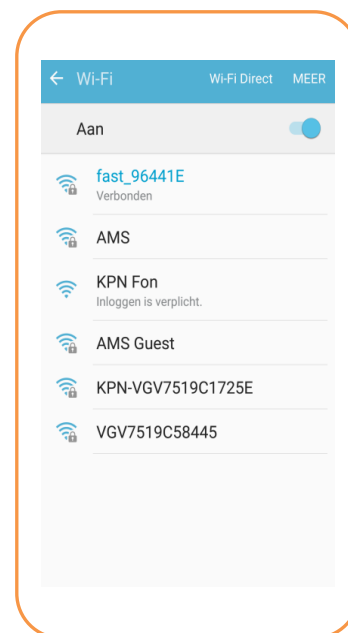 Wi-Fi Wi-Fi Direct MEER
Aan
fast_96441E
Verbonden
AMS
KPN Fon
Inloggen is verplicht.
AMS Guest
KPN-VGV7519C1725E
VGV7519C58445